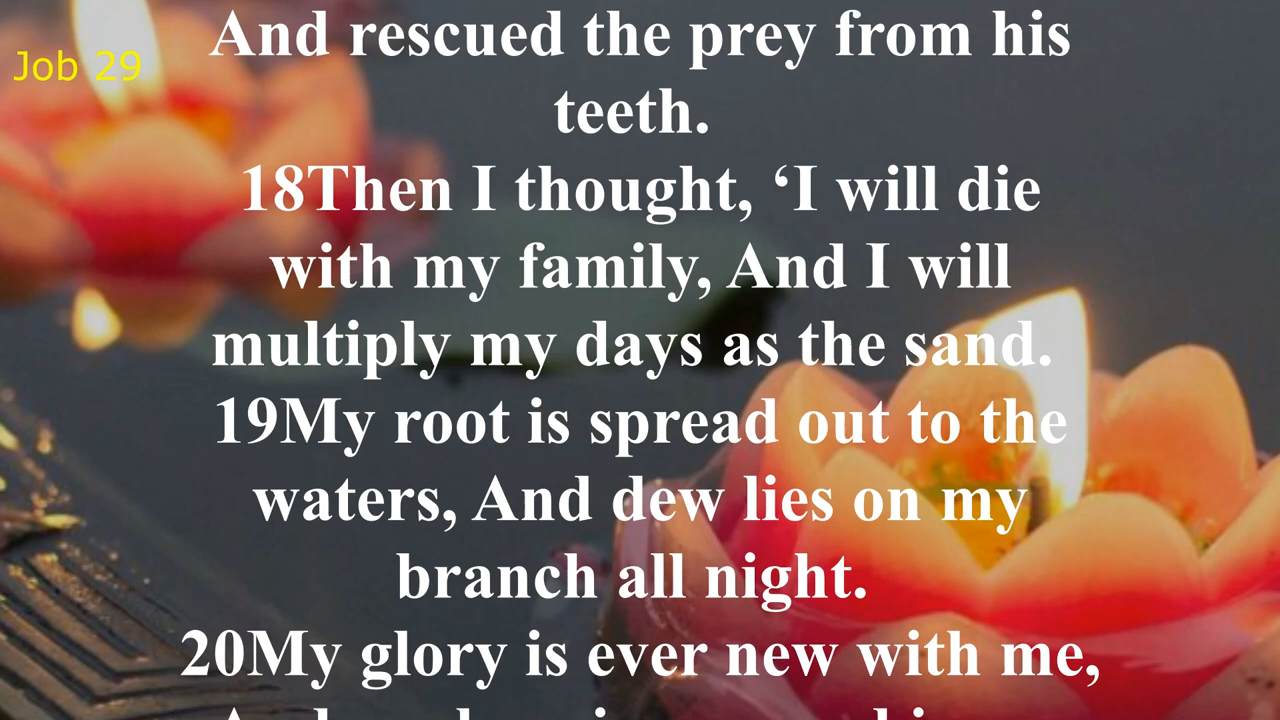 Job 29
And rescued the prey from his
teeth.
18Then I thought, ‘I will die
with my family, And I will
multiply my days as the sand.
19My root is spread out to the
waters, And dew lies on my
branch all night.
20My glory is ever new with me,